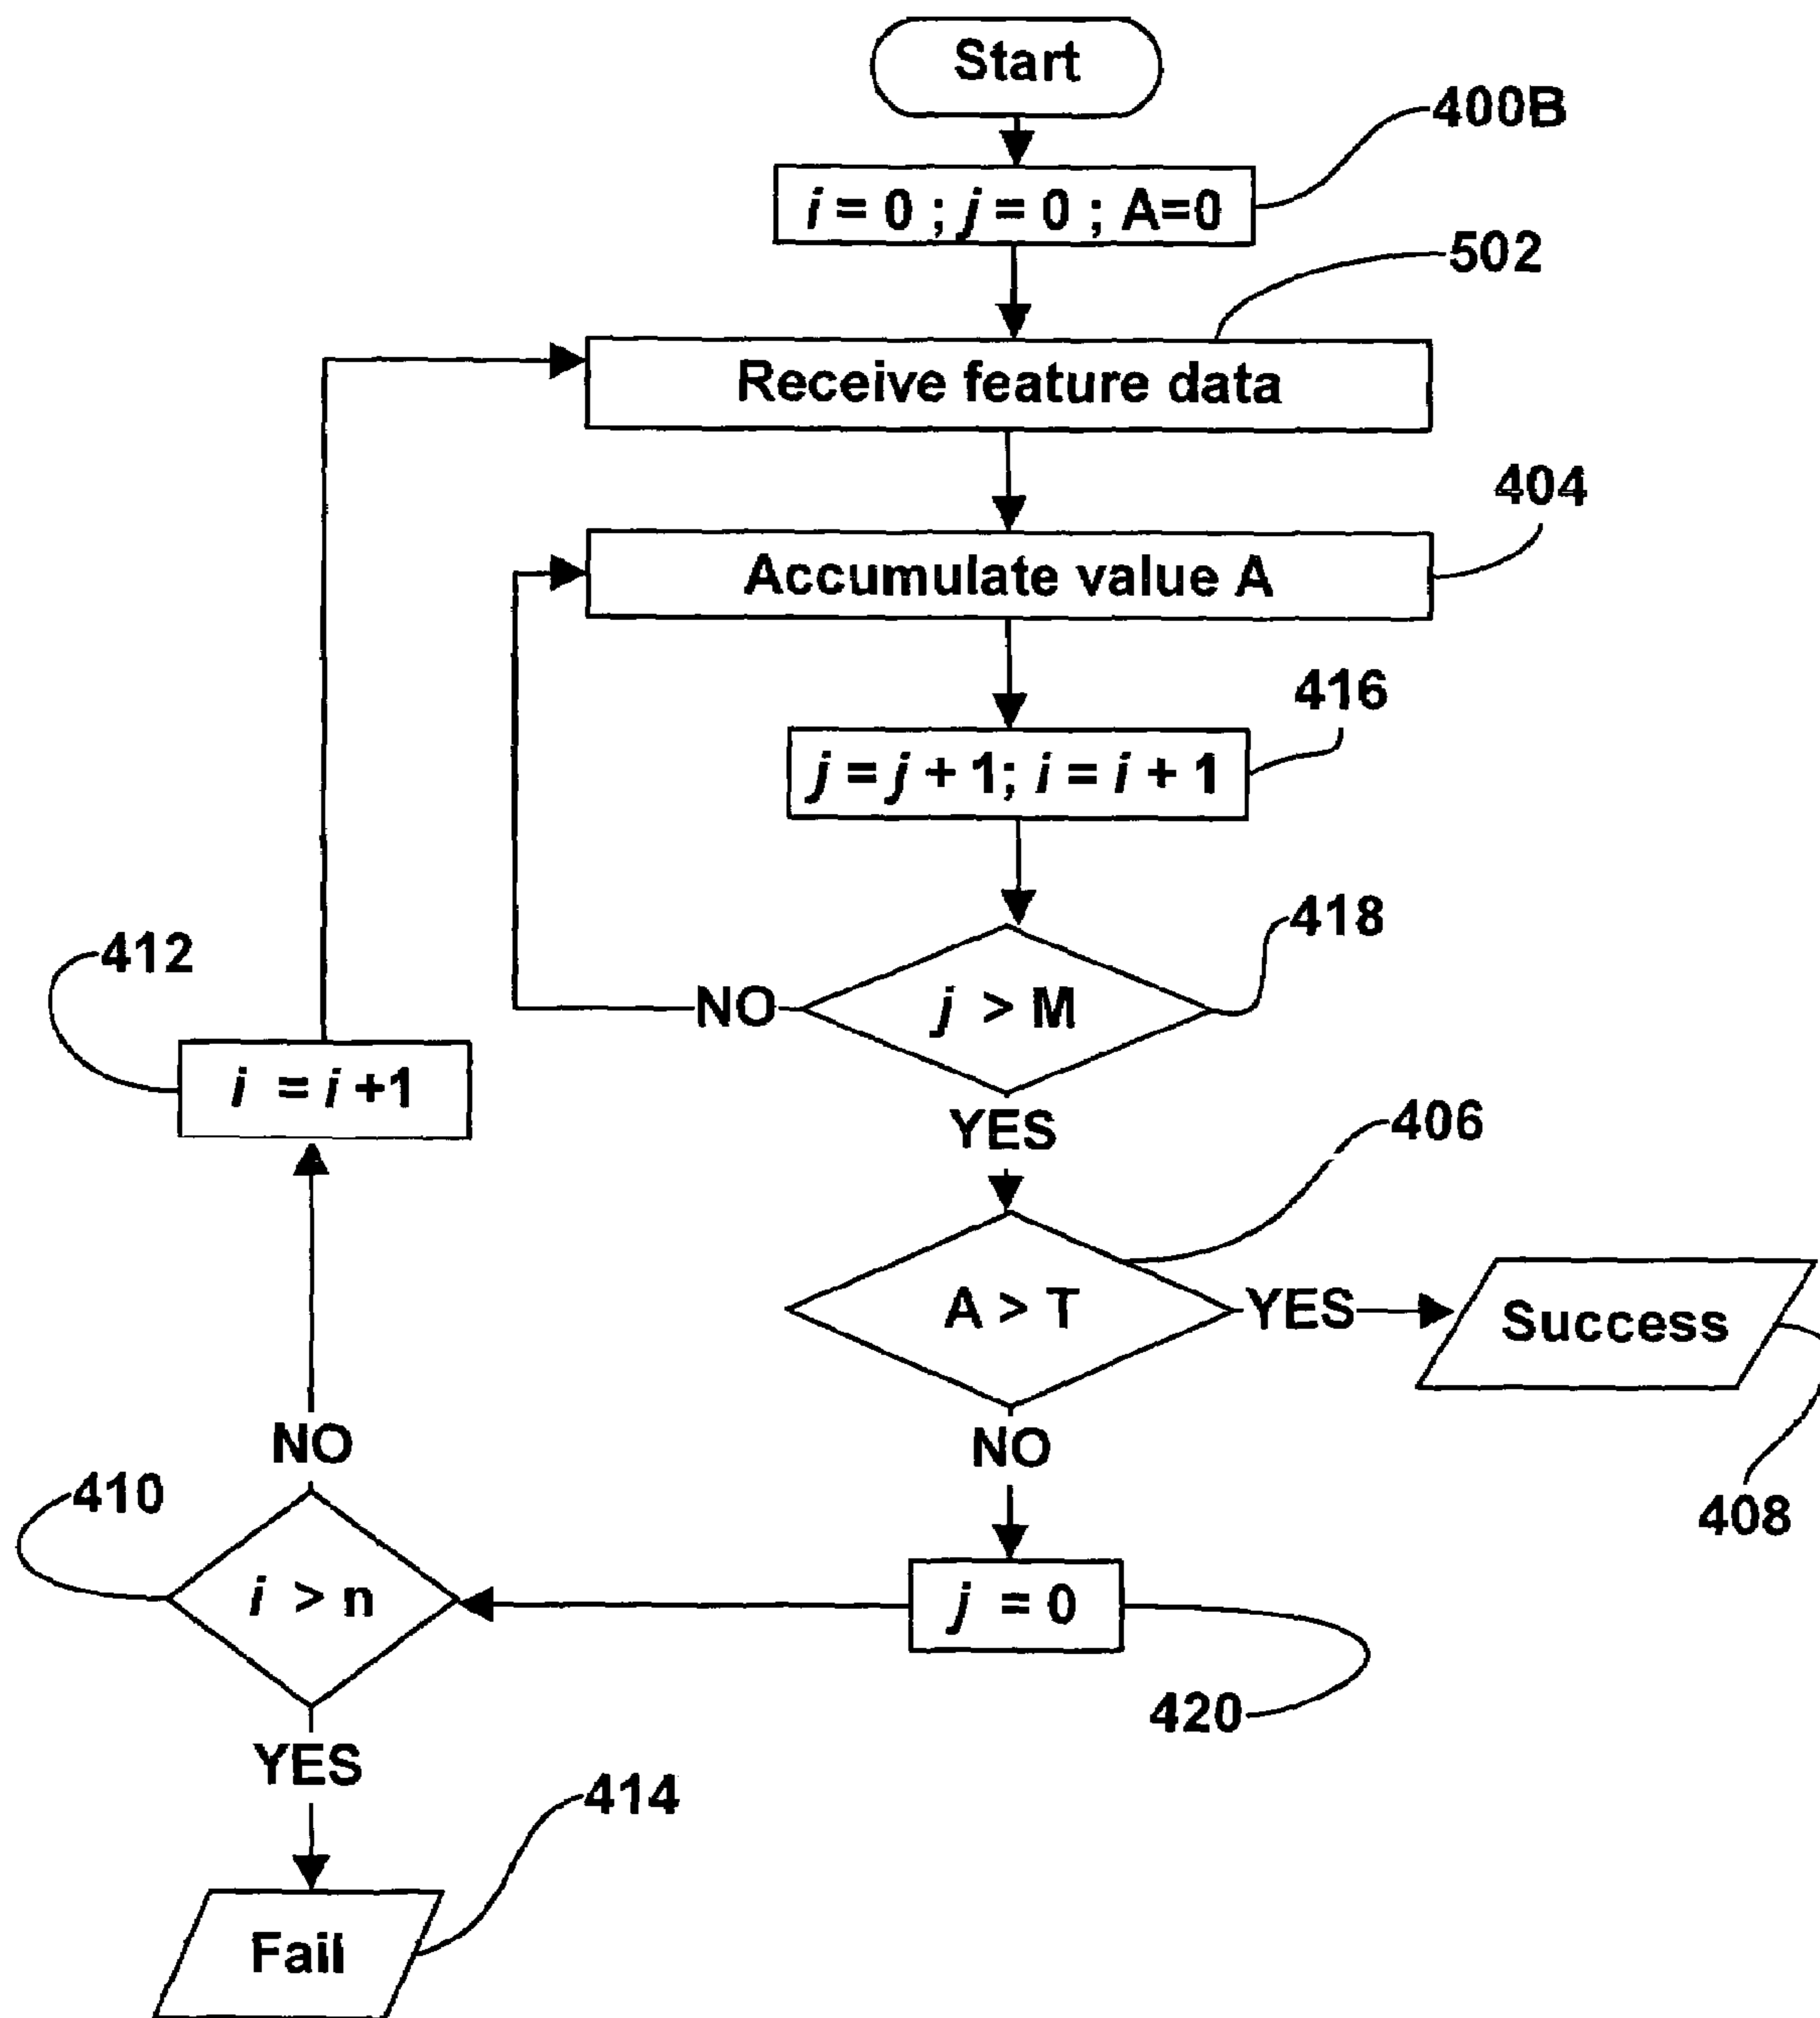 Start
400B
i = 0 ; j = 0 ; A=0
502
Receive feature data
404
Accumulate value A
416
j = j + 1; i = i + 1
418
j > M
NO
412
i = i +1
YES
406
A > T
YES
Success
408
NO
NO
410
i > n
j = 0
420
YES
414
Fail